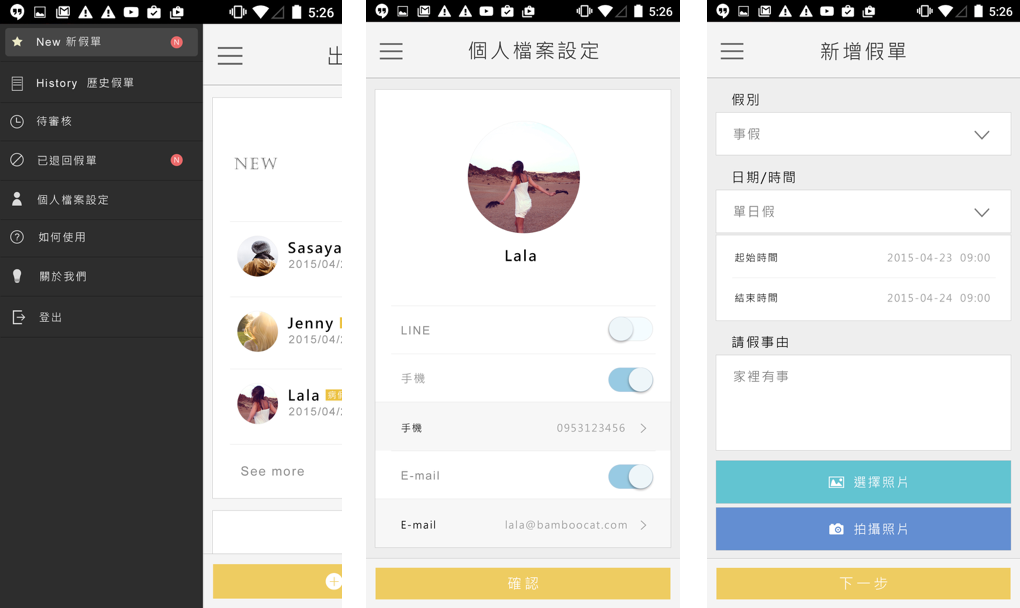 5:26
New 新假單
N
History 歷史假單
待審核
已退回假單
N
個人檔案設定
如何使用
關於我們
登出
出
NEW
Sasaya
2015/04/2
Jenny
2015/04/2
Lala
2015/04/2
See more
5:26
個人檔案設定
Lala
LINE
手機
手機 0953123456
E-mail
E-mail lala@bamboocat.com
確認
5:26
新增假單
假別
事假
日期/時間
單日假
起始時間 2015-04-23 09:00
結束時間 2015-04-24 09:00
請假事由
家裡有事
選擇照片
拍攝照片
下一步